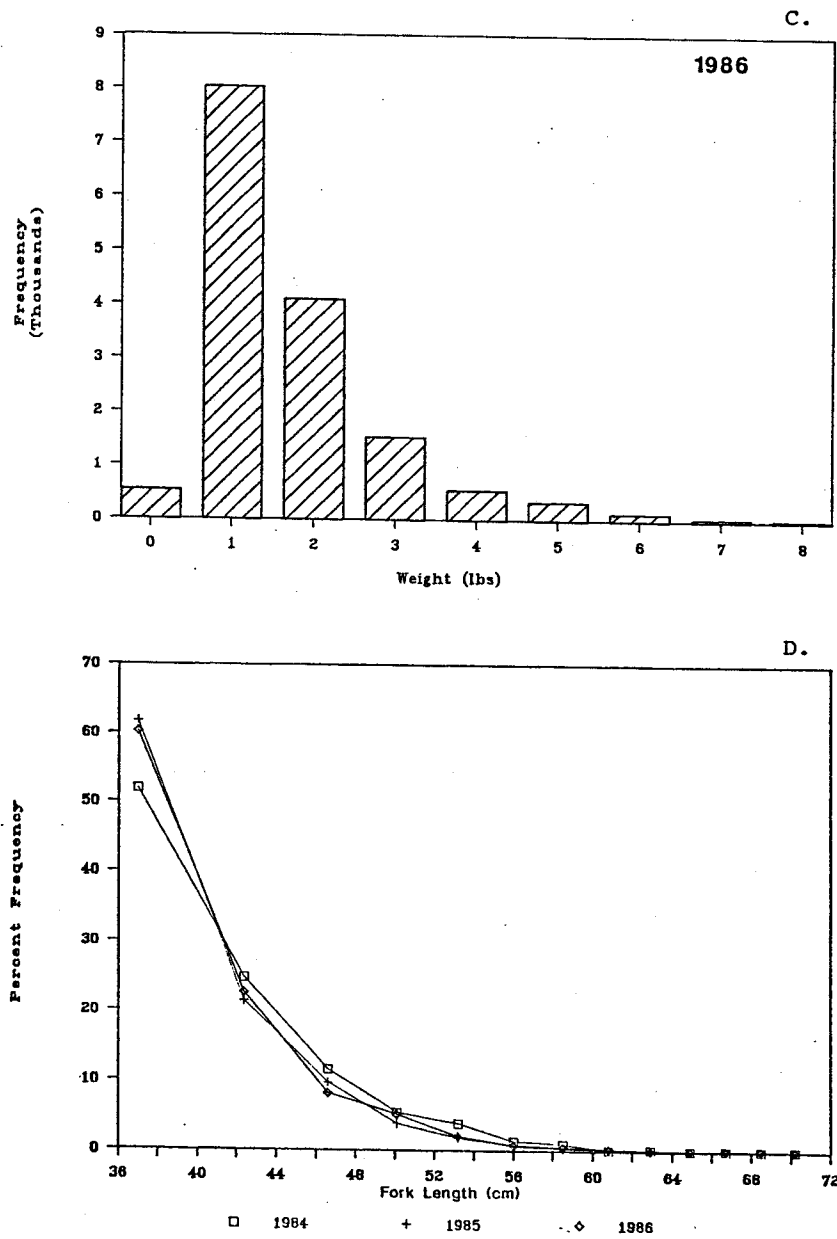 C.
1986
9
8
7
6
5
4
3
2
1
0
Frequency
(Thousands)
0 1 2 3 4 5 6 7 8
Weight (lbs)
D.
70
60
50
40
30
20
10
0
Percent Frequency
36 40 44 48 52 56 60 64 68 72
Fork Length (cm)
1984 1985 1986